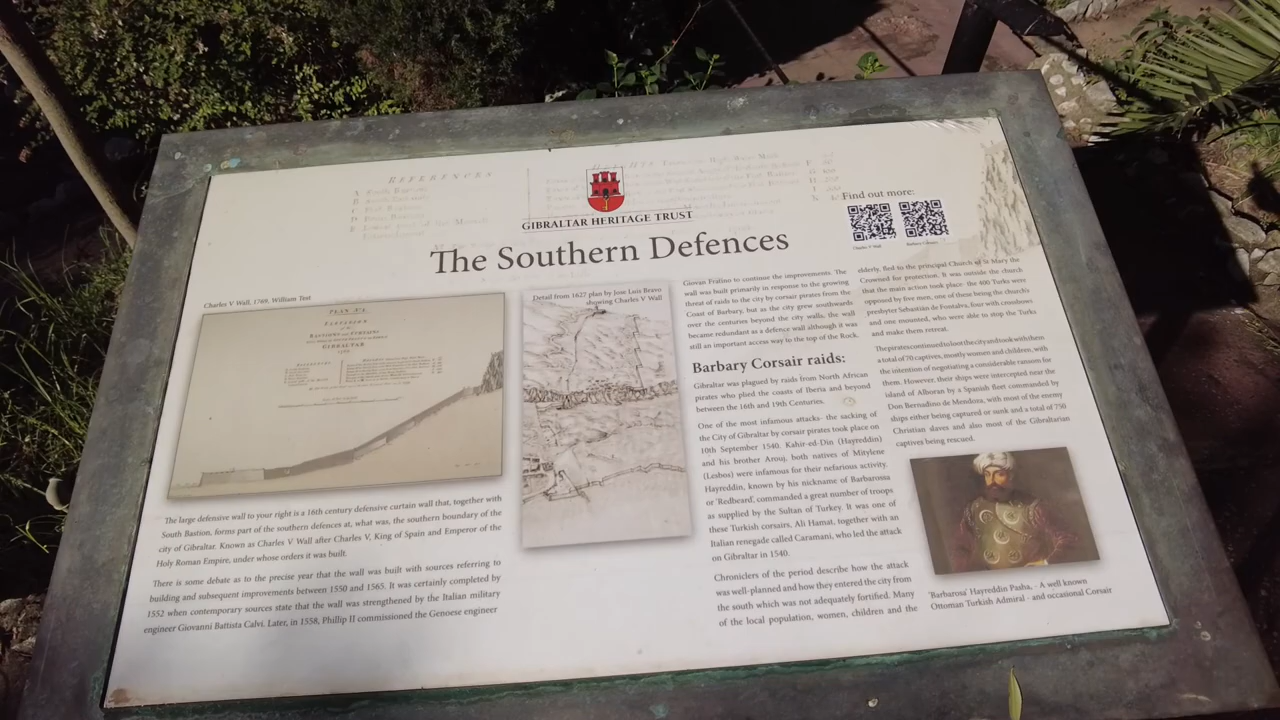 REFERENCES
GIBRALTAR HERITAGE TRUST
The Southern Defences
Find out more:
Charles V Wall
Barbary Corsairs
Charles V Wall, 1769, William Test
PLAN
BASTIONS
GIBRALTAR
The large defensive wall to your right is a 16th century defensive curtain wall that, together with
South Bastion, forms part of the southern defences at, what was, the southern boundary of the
city of Gibraltar. Known as Charles V Wall after Charles V, King of Spain and Emperor of the
Holy Roman Empire, under whose orders it was built.
There is some debate as to the precise year that the wall was built with sources referring to
building and subsequent improvements between 1550 and 1565. It was certainly completed by
1552 when contemporary sources state that the wall was strengthened by the Italian military
engineer Giovanni Battista Calvi. Later, in 1558, Phillip II commissioned the Genoese engineer
Detail from 1627 plan by Jose Luis Bravo
showing Charles V Wall
Giovan Fratino to continue the improvements. The
wall was built primarily in response to the growing
threat of raids to the city by corsair pirates from the
Coast of Barbary, but as the city grew southwards
over the centuries beyond the city walls, the wall
became redundant as a defence wall although it was
still an important access way to the top of the Rock.
Barbary Corsair raids:
Gibraltar was plagued by raids from North African
pirates who plied the coasts of Iberia and beyond
between the 16th and 19th Centuries.
One of the most infamous attacks- the sacking of
the City of Gibraltar by corsair pirates took place on
10th September 1540. Kahir-ed-Din (Hayreddin)
and his brother Arouj, both natives of Mitylene
(Lesbos) were infamous for their nefarious activity.
Hayreddin, known by his nickname of Barbarossa
or 'Redbeard', commanded a great number of troops
as supplied by the Sultan of Turkey. It was one of
these Turkish corsairs, Ali Hamat, together with an
Italian renegade called Caramani, who led the attack
on Gibraltar in 1540.
Chroniclers of the period describe how the attack
was well-planned and how they entered the city from
the south which was not adequately fortified. Many
of the local population, women, children and the
elderly, fled to the principal Church of St Mary the
Crowned for protection. It was outside the church
that the main action took place- the 400 Turks were
opposed by five men, one of these being the church's
presbyter Sebastián de Fontalva, four with crossbows
and one mounted, who were able to stop the Turks
and make them retreat.
The pirates continued to loot the city and took with them
a total of 70 captives, mostly women and children, with
the intention of negotiating a considerable ransom for
them. However, their ships were intercepted near the
island of Alboran by a Spanish fleet commanded by
Don Bernadino de Mendoza, with most of the enemy
ships either being captured or sunk and a total of 750
Christian slaves and also most of the Gibraltarian
captives being rescued.
'Barbarosa' Hayreddin Pasha, - A well known
Ottoman Turkish Admiral - and occasional Corsair